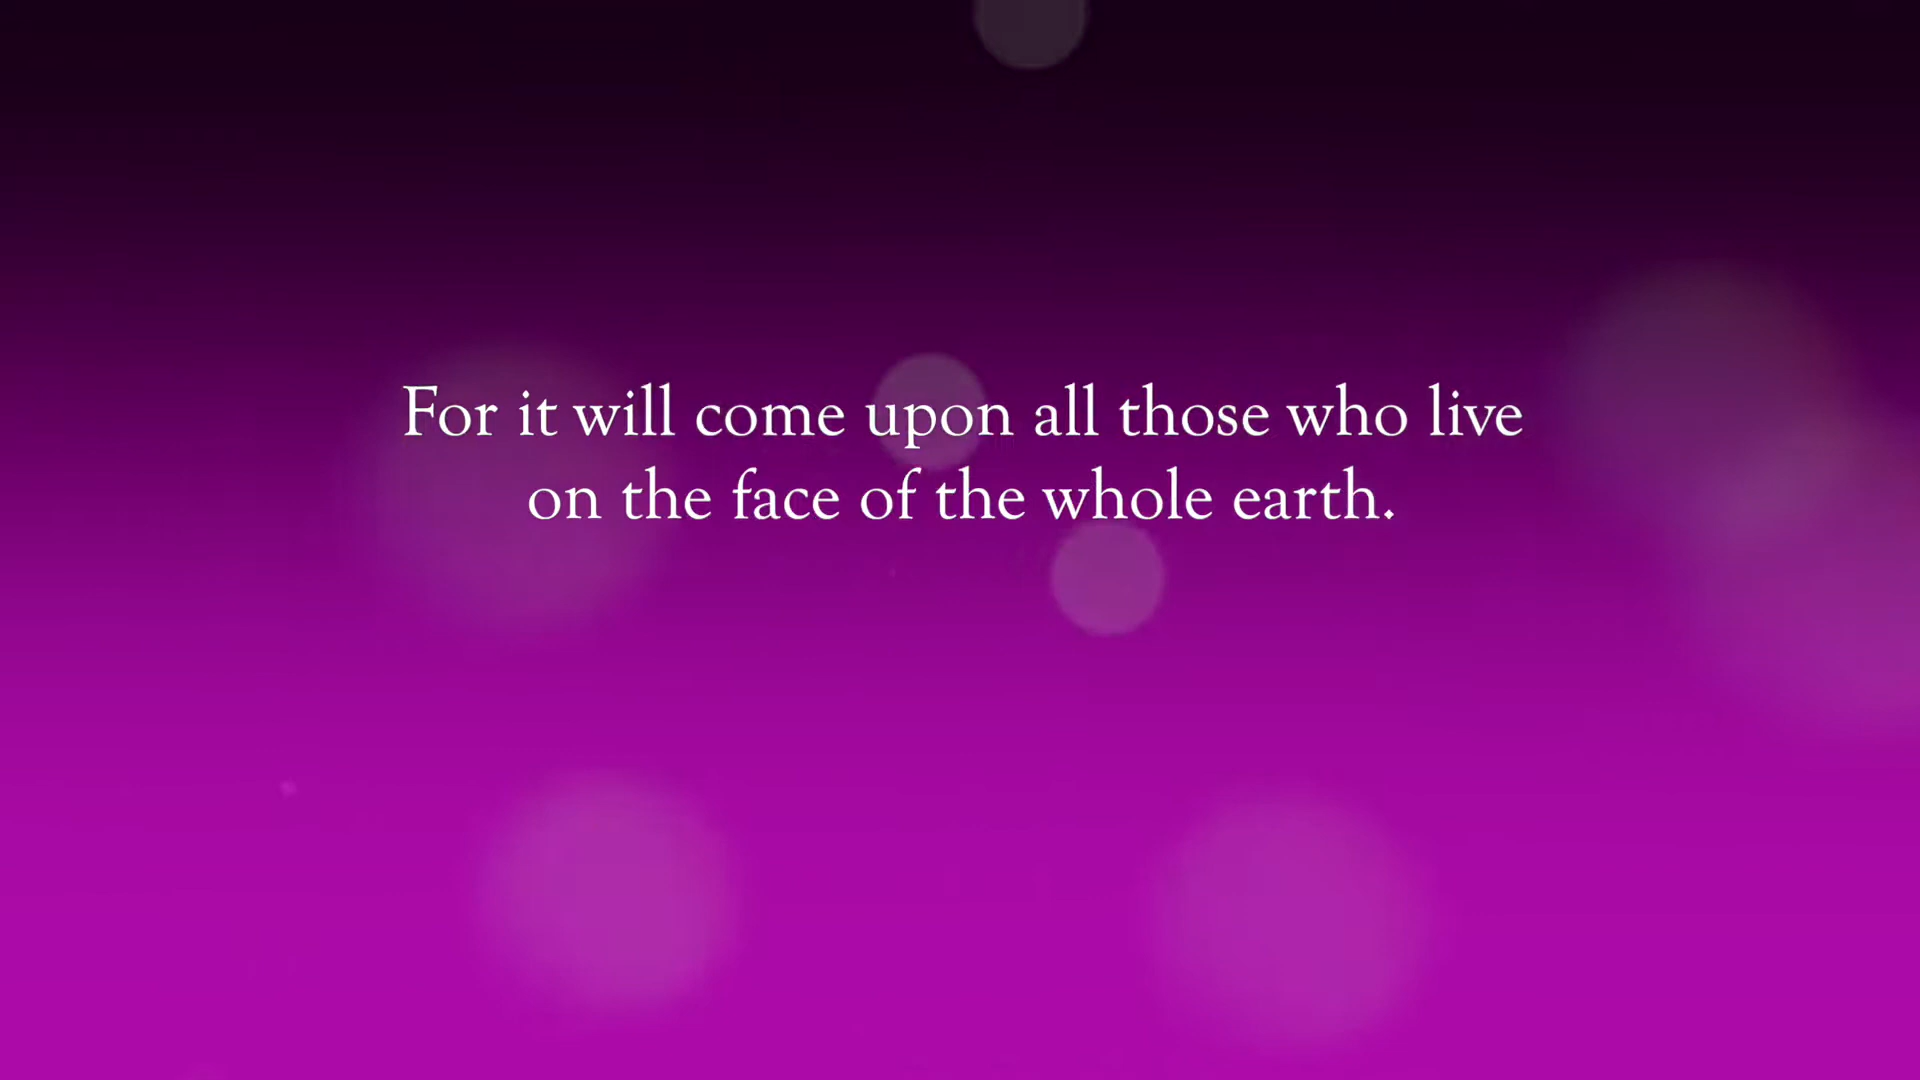 For it will come upon all those who live
on the face of the whole earth.